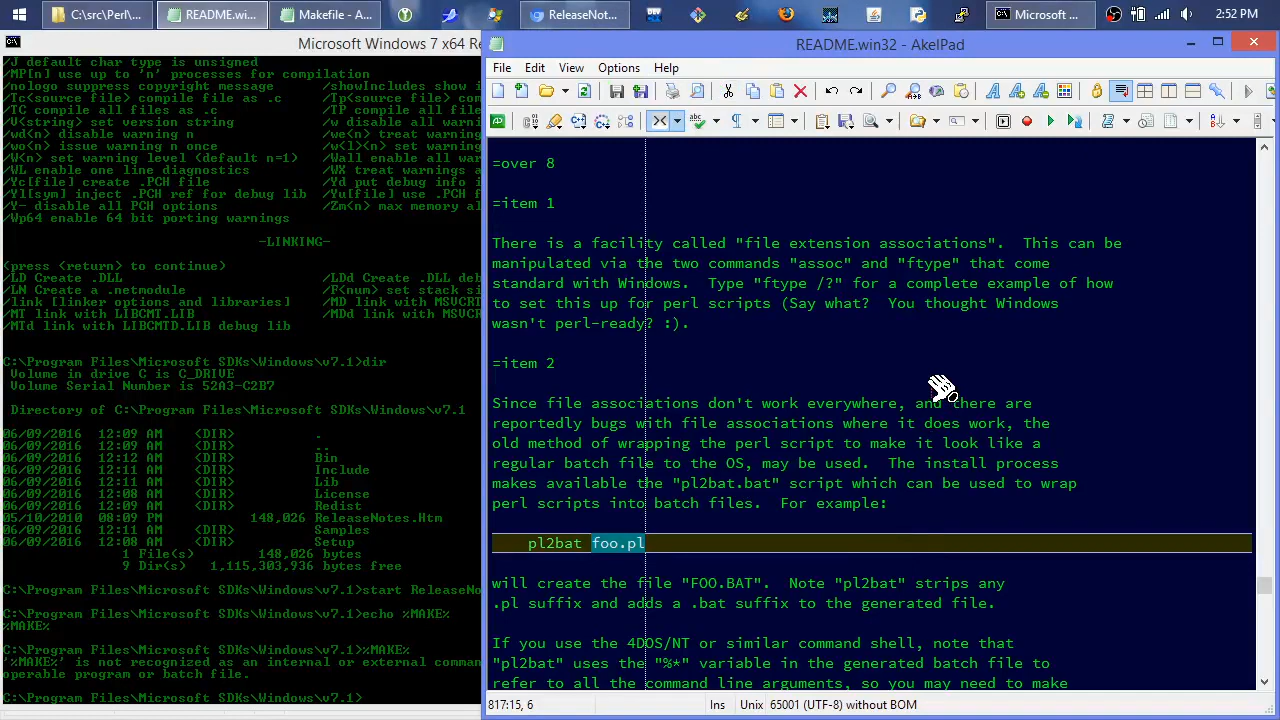 C:\src\Perl\...
README.wi...
Makefile - A...
ReleaseNot...
Microsoft ...
2:52 PM
Microsoft Windows 7 x64 R
README.win32 - AkelPad
/J default char type is unsigned
/MP[n] use up to 'n' processes for compilation
/nologo suppress copyright message /showIncludes show i
/Tc<source file> compile file as .c /Tp<source file> com
/TC compile all files as .c /TP compile all fil
/V<string> set version string /w disable all warn
/wd<n> disable warning n /we<n> treat warnin
/wo<n> issue warning n once /w<l><n> set warnin
/W<n> set warning level (default n=1) /Wall enable all wa
/WL enable one line diagnostics /WX treat warnings a
/Yc[file] create .PCH file /Yd put debug info i
/Yl[sym] inject .PCH ref for debug lib /Yu[file] use .PCH f
/Y- disable all PCH options /Zm<n> max memory al
/Wp64 enable 64 bit porting warnings
-LINKING-
(press <return> to continue)
/LD Create .DLL /LDd Create .DLL deb
/LN Create a .netmodule /F<num> set stack si
/link [linker options and libraries] /MD link with MSVCRT
/MT link with LIBCMT.LIB /MDd link with MSVCR
/MTd link with LIBCMTD.LIB debug lib
C:\Program Files\Microsoft SDKs\Windows\v7.1>dir
Volume in drive C is C_DRIVE
Volume Serial Number is 52A3-C2B7
Directory of C:\Program Files\Microsoft SDKs\Windows\v7.1
06/09/2016 12:09 AM <DIR> .
06/09/2016 12:09 AM <DIR> ..
06/09/2016 12:12 AM <DIR> Bin
06/09/2016 12:11 AM <DIR> Include
06/09/2016 12:11 AM <DIR> Lib
06/09/2016 12:08 AM <DIR> License
06/09/2016 12:09 AM <DIR> Redist
05/10/2010 08:09 PM 148,026 ReleaseNotes.Htm
06/09/2016 12:11 AM <DIR> Samples
06/09/2016 12:08 AM <DIR> Setup
1 File(s) 148,026 bytes
9 Dir(s) 1,115,303,936 bytes free
C:\Program Files\Microsoft SDKs\Windows\v7.1>start ReleaseNo
C:\Program Files\Microsoft SDKs\Windows\v7.1>echo %MAKE%
%MAKE%
C:\Program Files\Microsoft SDKs\Windows\v7.1>%MAKE%
'%MAKE%' is not recognized as an internal or external comman
operable program or batch file.
C:\Program Files\Microsoft SDKs\Windows\v7.1>
File Edit View Options Help
=over 8
=item 1
There is a facility called "file extension associations".  This can be
manipulated via the two commands "assoc" and "ftype" that come
standard with Windows.  Type "ftype /?" for a complete example of how
to set this up for perl scripts (Say what?  You thought Windows
wasn't perl-ready? :).
=item 2
Since file associations don't work everywhere, and there are
reportedly bugs with file associations where it does work, the
old method of wrapping the perl script to make it look like a
regular batch file to the OS, may be used.  The install process
makes available the "pl2bat.bat" script which can be used to wrap
perl scripts into batch files.  For example:
pl2bat foo.pl
will create the file "FOO.BAT".  Note "pl2bat" strips any
.pl suffix and adds a .bat suffix to the generated file.
If you use the 4DOS/NT or similar command shell, note that
"pl2bat" uses the "%*" variable in the generated batch file to
refer to all the command line arguments, so you may need to make
817:15, 6 Ins Unix 65001 (UTF-8) without BOM